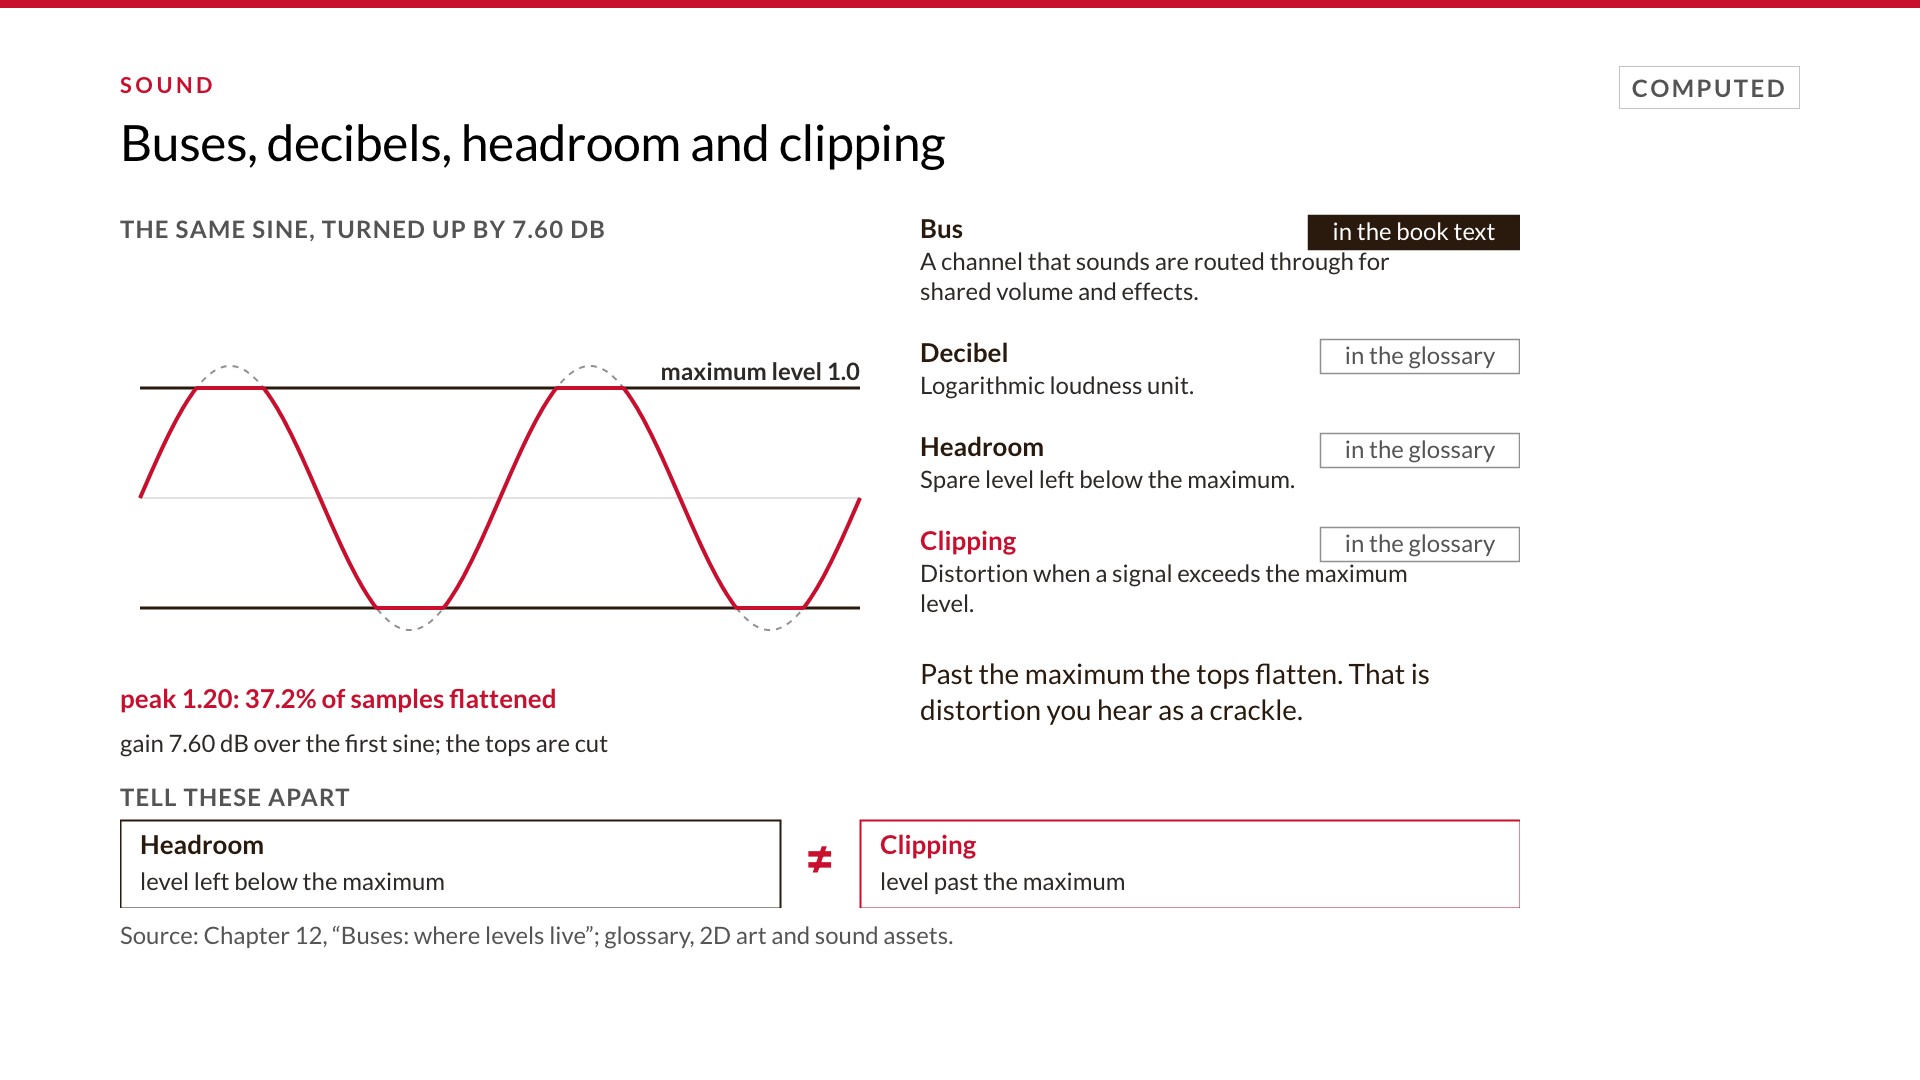 SOUND
COMPUTED
Buses, decibels, headroom and clipping
THE SAME SINE, TURNED UP BY 7.60 DB
maximum level 1.0
peak 1.20: 37.2% of samples flattened
gain 7.60 dB over the first sine; the tops are cut
Bus
in the book text
A channel that sounds are routed through for
shared volume and effects.
Decibel
in the glossary
Logarithmic loudness unit.
Headroom
in the glossary
Spare level left below the maximum.
Clipping
in the glossary
Distortion when a signal exceeds the maximum
level.
Past the maximum the tops flatten. That is
distortion you hear as a crackle.
TELL THESE APART
Headroom
level left below the maximum
≠
Clipping
level past the maximum
Source: Chapter 12, “Buses: where levels live”; glossary, 2D art and sound assets.